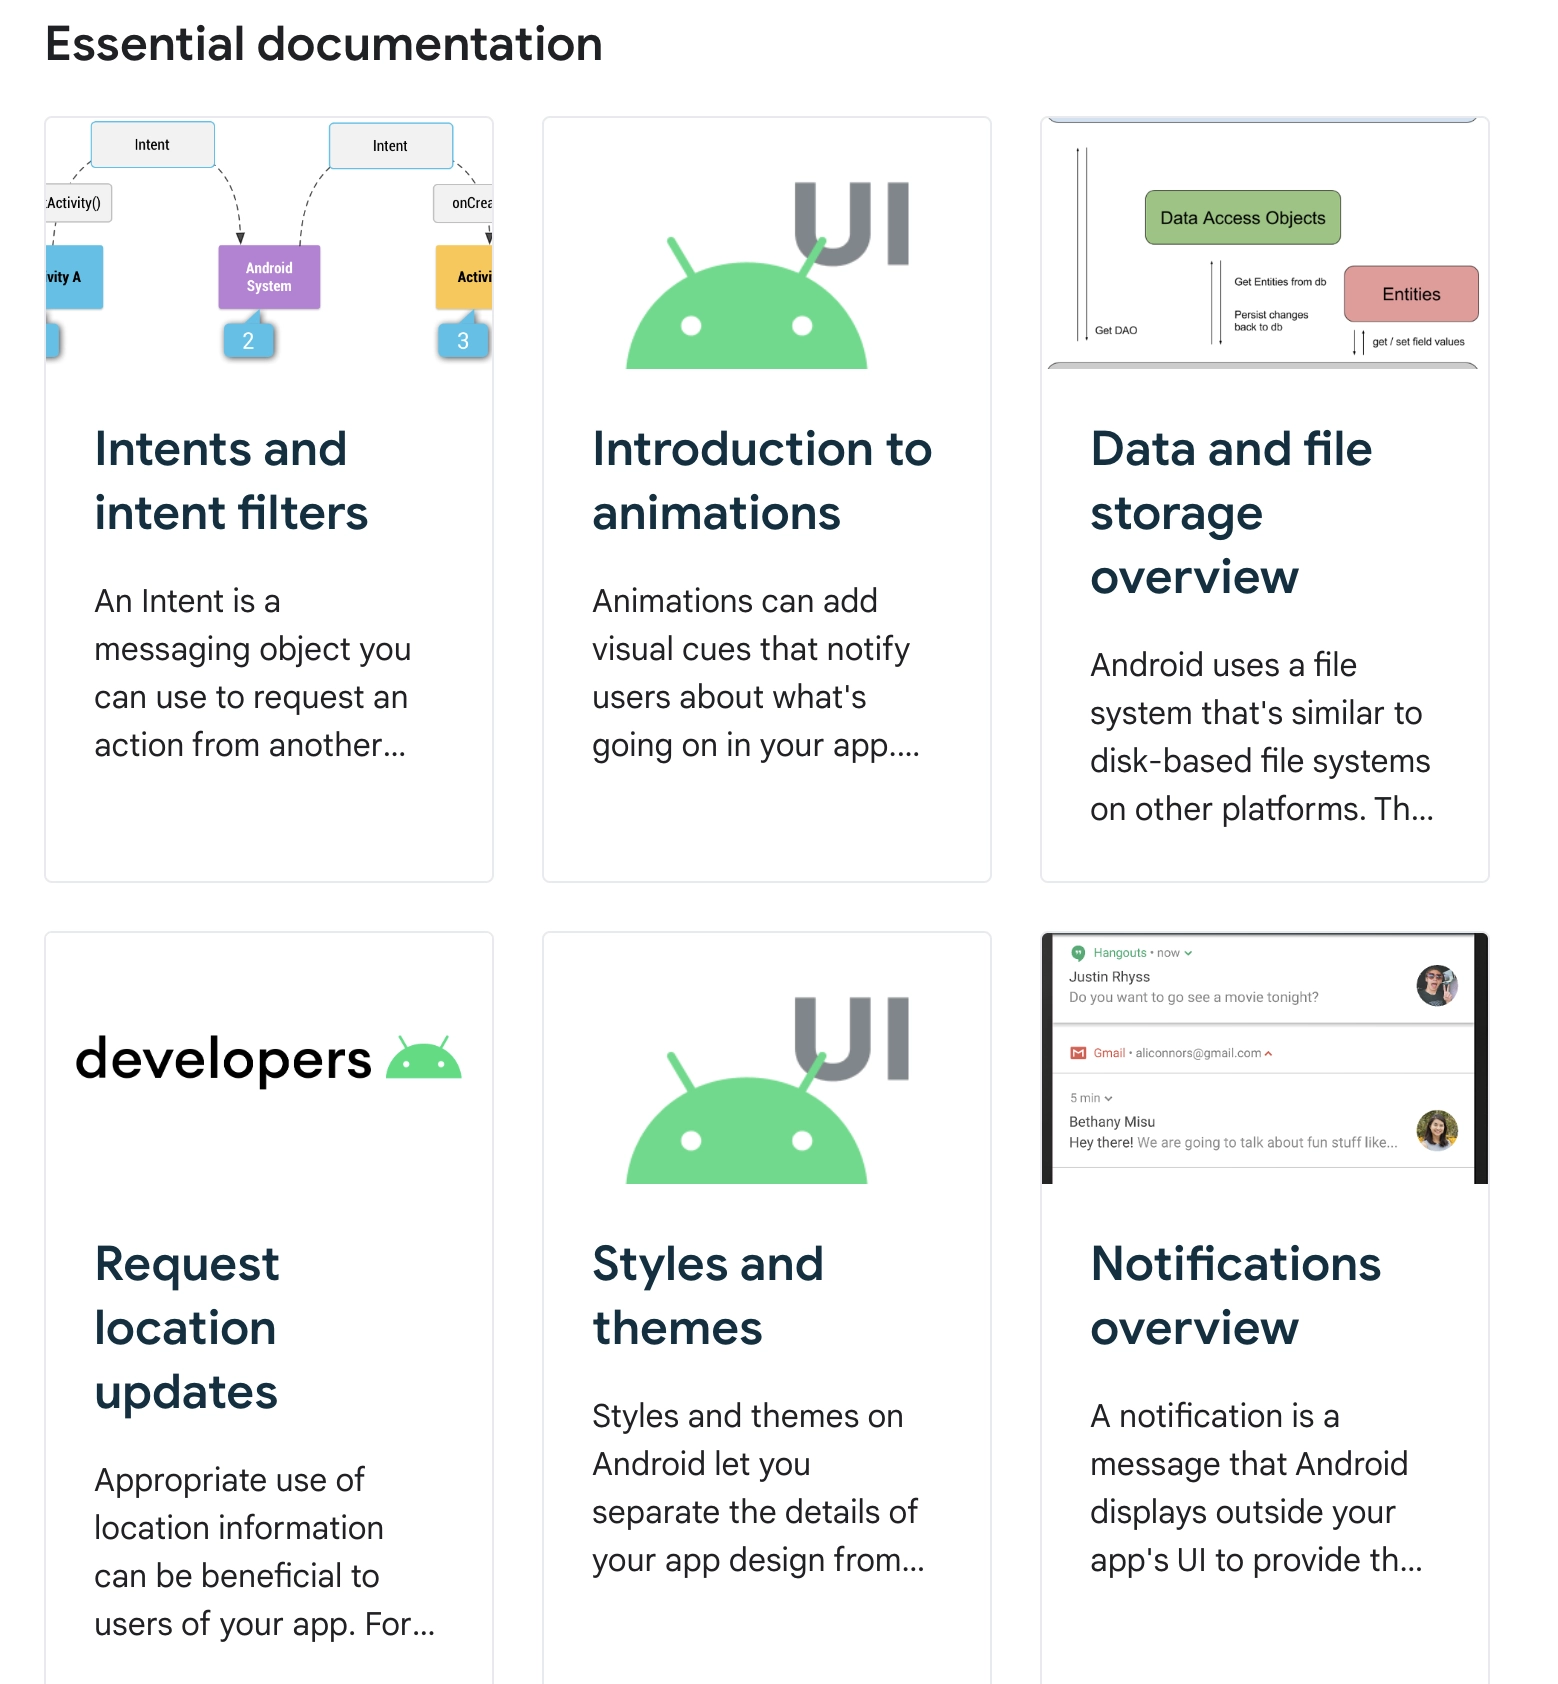 Essential documentation
Intent
Intent
tActivity()
onCrea
vity A
Android
System
Activi
2
3
Intents and
intent filters
An Intent is a
messaging object you
can use to request an
action from another...
UI
Introduction to
animations
Animations can add
visual cues that notify
users about what's
going on in your app....
Data Access Objects
Get Entities from db
Entities
Persist changes
back to db
Get DAO
get / set field values
Data and file
storage
overview
Android uses a file
system that's similar to
disk-based file systems
on other platforms. Th...
developers
Request
location
updates
Appropriate use of
location information
can be beneficial to
users of your app. For...
UI
Styles and
themes
Styles and themes on
Android let you
separate the details of
your app design from...
Hangouts • now
Justin Rhyss
Do you want to go see a movie tonight?
Gmail • aliconnors@gmail.com
5 min
Bethany Misu
Hey there! We are going to talk about fun stuff like...
Notifications
overview
A notification is a
message that Android
displays outside your
app's UI to provide th...